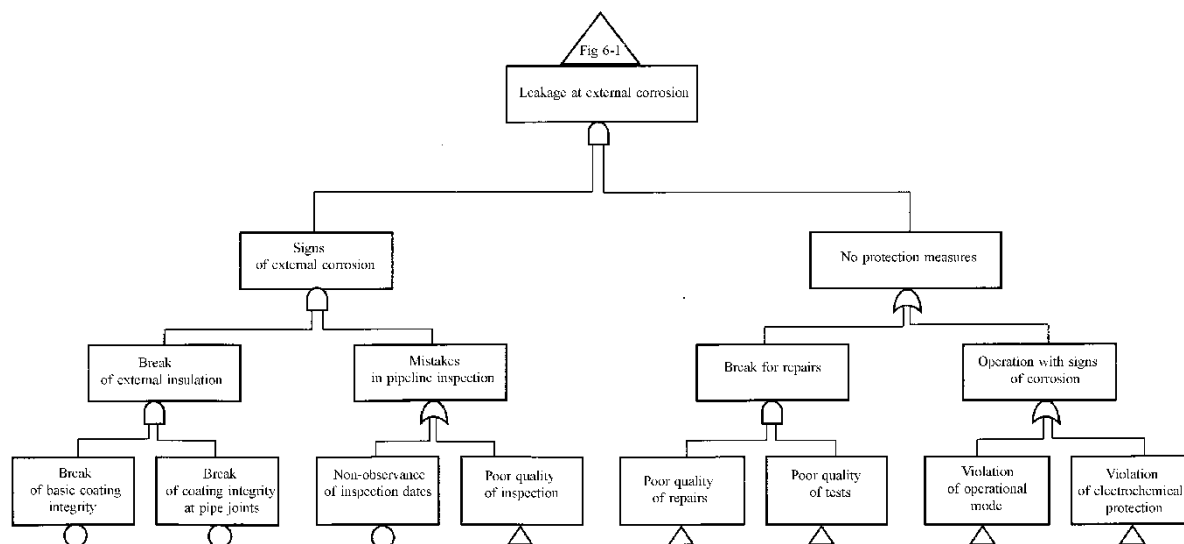 Fig 6-1
Leakage at external corrosion
Signs
of external corrosion
No protection measures
Break
of external insulation
Mistakes
in pipeline inspection
Break for repairs
Operation with signs
of corrosion
Break
of basic coating
integrity
Break
of coating integrity
at pipe joints
Non-observance
of inspection dates
Poor quality
of inspection
Poor quality
of repairs
Poor quality
of tests
Violation
of operational
mode
Violation
of electrochemical
protection